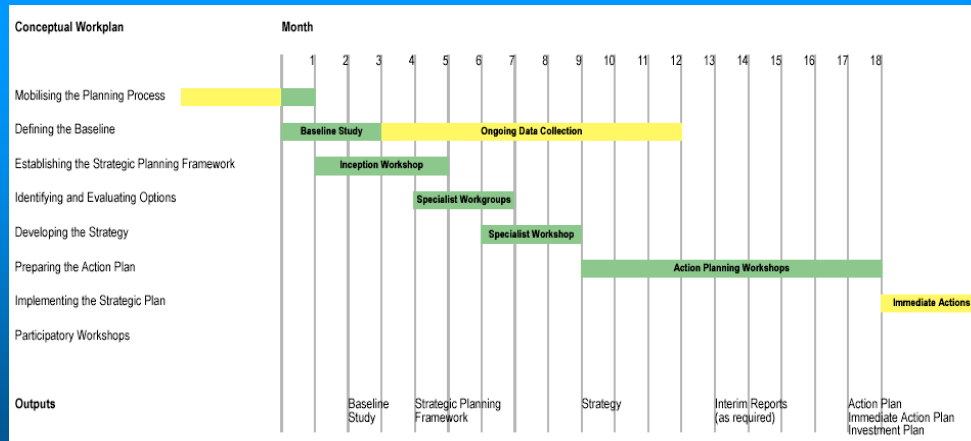 Conceptual Workplan Month
1 2 3 4 5 6 7 8 9 10 11 12 13 14 15 16 17 18
Mobilising the Planning Process
Defining the Baseline Baseline Study Ongoing Data Collection
Establishing the Strategic Planning Framework Inception Workshop
Identifying and Evaluating Options Specialist Workgroups
Developing the Strategy Specialist Workshop
Preparing the Action Plan Action Planning Workshops
Implementing the Strategic Plan Immediate Actions
Participatory Workshops
Outputs Baseline Strategic Planning Strategy Interim Reports Action Plan
Study Framework (as required) Immediate Action Plan
Investment Plan